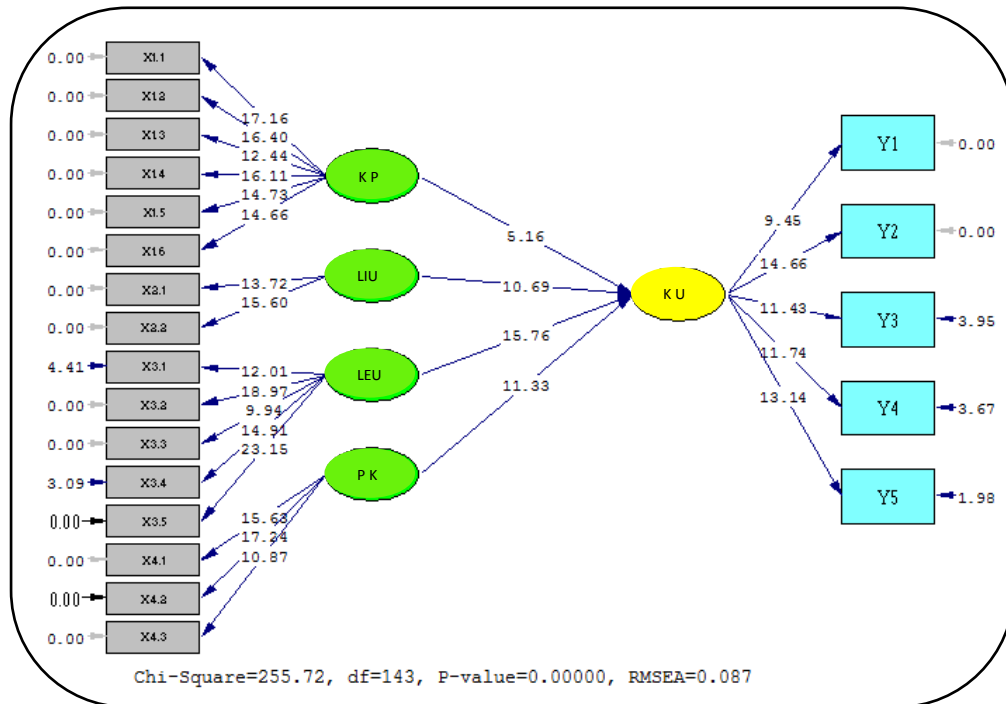 0.00 X1.1
0.00 X1.2
0.00 X1.3
0.00 X1.4
0.00 X1.5
0.00 X1.6
0.00 X2.1
0.00 X2.2
4.41 X3.1
0.00 X3.2
0.00 X3.3
3.09 X3.4
0.00 X3.5
0.00 X4.1
0.00 X4.2
0.00 X4.3
17.16
16.40
12.44
16.11
14.73
14.66
13.72
15.60
12.01
18.97
9.94
14.91
23.15
15.63
17.24
10.87
K P
LIU
LEU
P K
5.16
10.69
15.76
11.33
K U
9.45
14.66
11.43
11.74
13.14
Y1 0.00
Y2 0.00
Y3 3.95
Y4 3.67
Y5 1.98
Chi-Square=255.72, df=143, P-value=0.00000, RMSEA=0.087